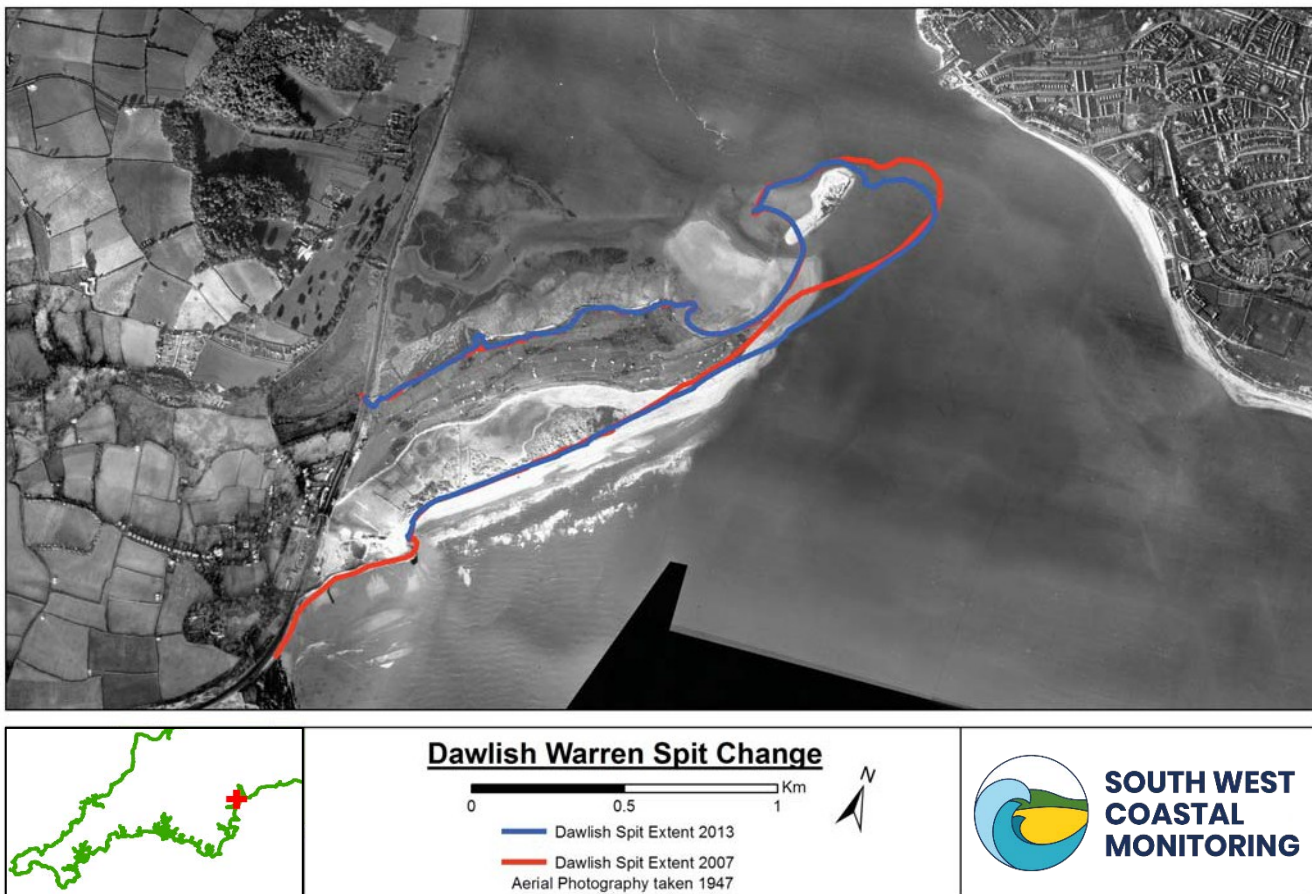 Dawlish Warren Spit Change
Km
0 0.5 1
N
Dawlish Spit Extent 2013
Dawlish Spit Extent 2007
Aerial Photography taken 1947
SOUTH WEST
COASTAL
MONITORING